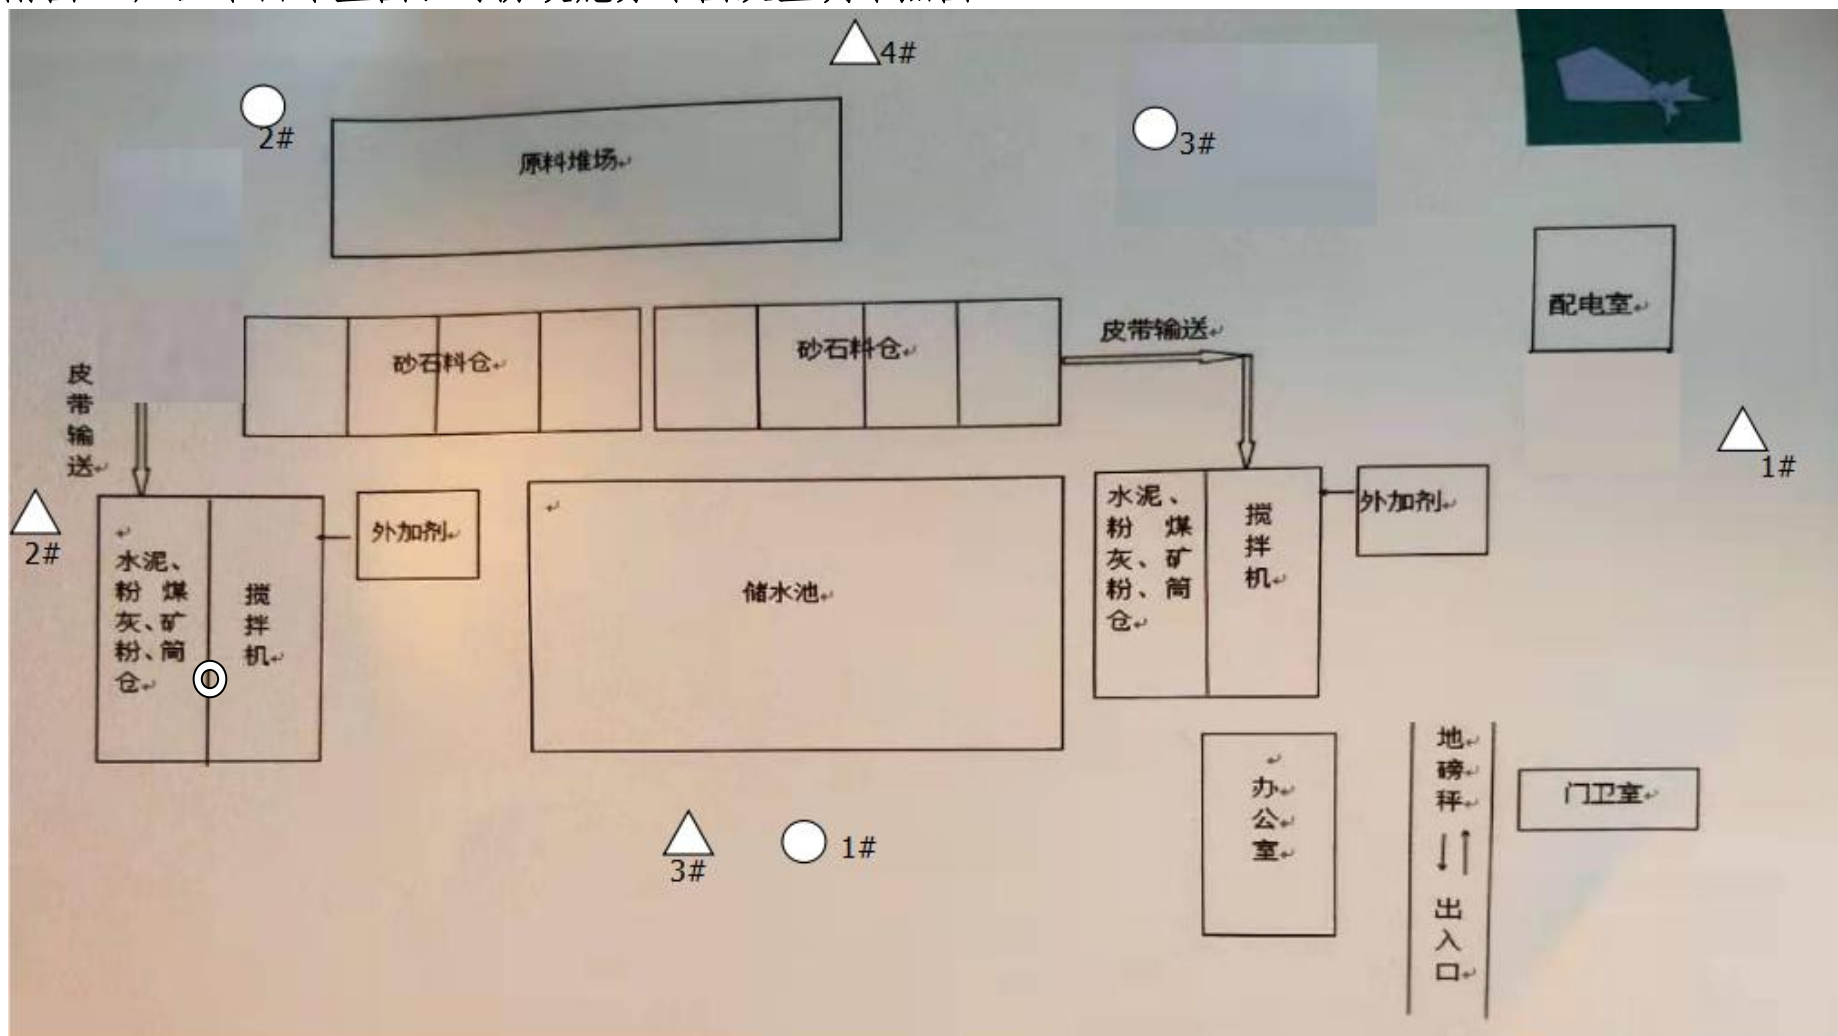 4#
2#
3#
原料堆场
配电室
砂石料仓
砂石料仓
皮带输送
皮
带
输
送
1#
2#
水泥、
粉煤
灰、矿
粉、筒
仓
搅
拌
机
外加剂
储水池
水泥、
粉煤
灰、矿
粉、筒
仓
搅
拌
机
外加剂
3#
1#
办
公
室
地
磅
秤
出
入
口
门卫室